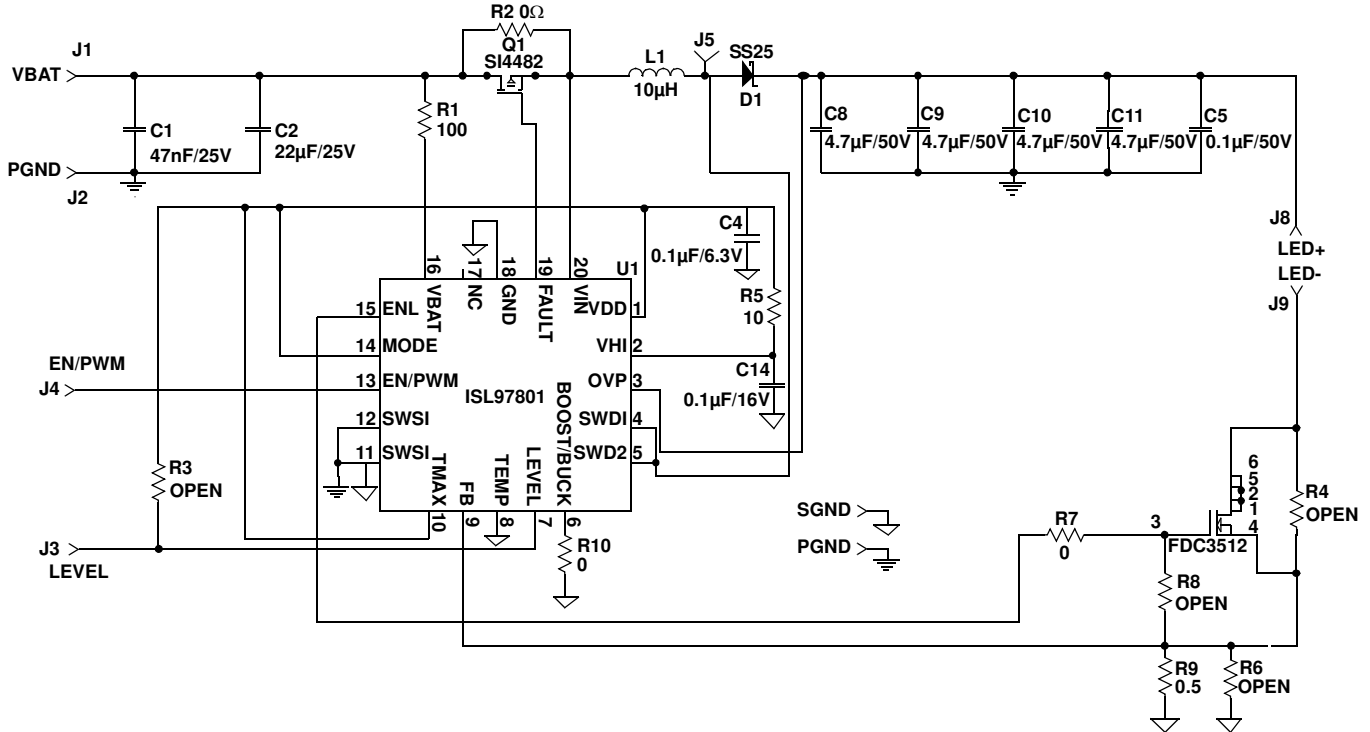 R2 0Ω
Q1
SI4482
J1
VBAT
L1
10µH
J5
SS25
D1
C1
47nF/25V
C2
22µF/25V
R1
100
C8
4.7µF/50V
C9
4.7µF/50V
C10
4.7µF/50V
C11
4.7µF/50V
C5
0.1µF/50V
PGND
J2
J8
LED+
LED-
J9
C4
0.1µF/6.3V
R5
10
C14
0.1µF/16V
U1
ISL97801
16 VBAT
17 NC
18 GND
19 FAULT
20 VIN
15 ENL
14 MODE
13 EN/PWM
12 SWSI
11 SWSI
VDD 1
VHI 2
OVP 3
SWDI 4
SWD2 5
TMAX 10
FB 9
TEMP 8
LEVEL 7
BOOST/BUCK 6
EN/PWM
J4
R3
OPEN
J3
LEVEL
R10
0
SGND
PGND
R7
0
3
6
5
2
1
4
FDC3512
R4
OPEN
R8
OPEN
R9
0.5
R6
OPEN